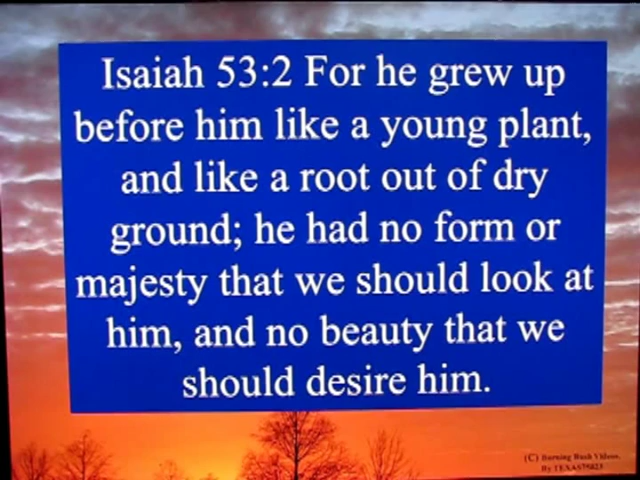 Isaiah 53:2 For he grew up
before him like a young plant,
and like a root out of dry
ground; he had no form or
majesty that we should look at
him, and no beauty that we
should desire him.
(C) Burning Bush Videos.
By TEXAS75023